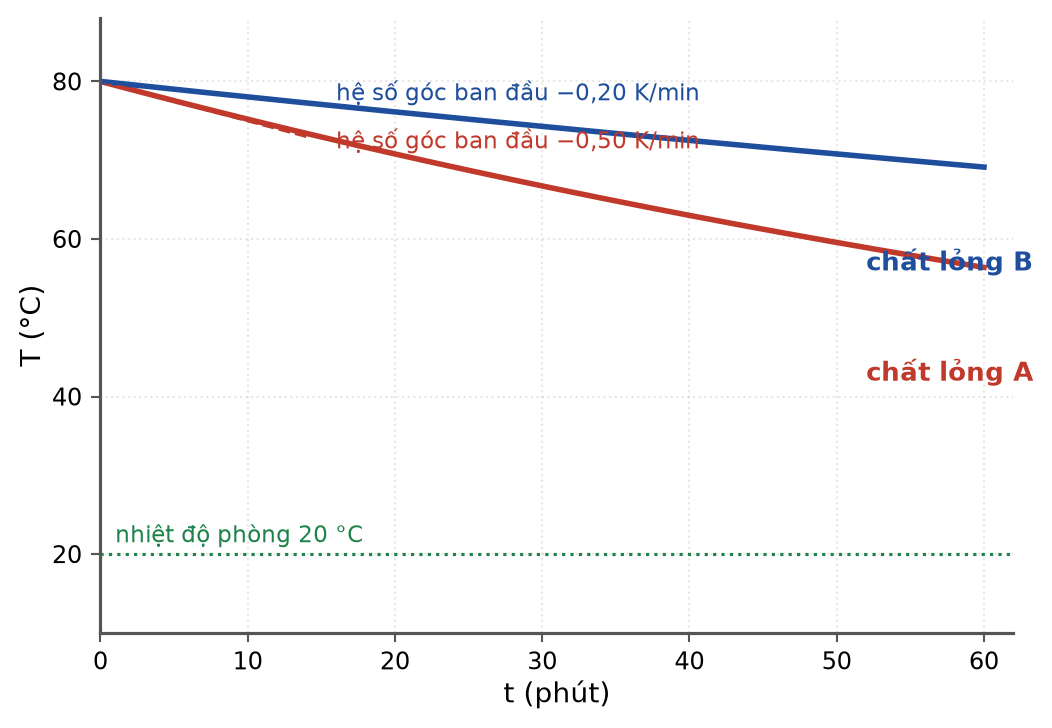 80
60
40
20
T (°C)
hệ số góc ban đầu −0,20 K/min
hệ số góc ban đầu −0,50 K/min
chất lỏng B
chất lỏng A
nhiệt độ phòng 20 °C
0 10 20 30 40 50 60
t (phút)